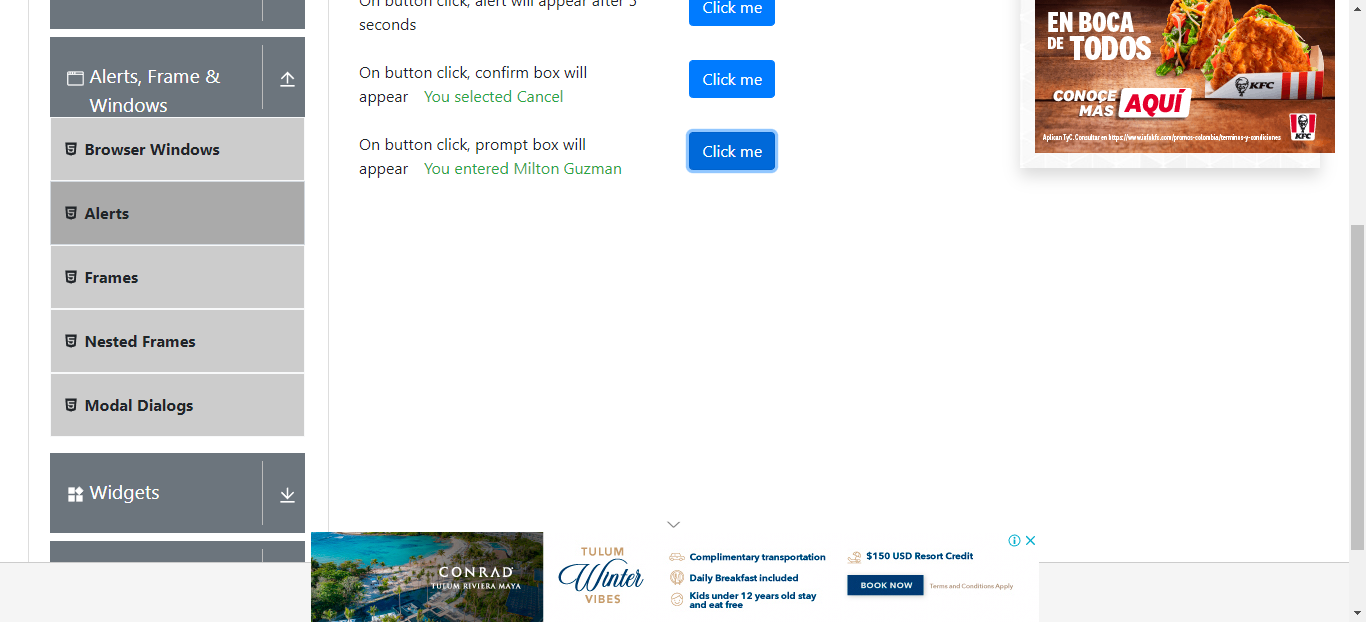 Alerts, Frame &
Windows
Browser Windows
Alerts
Frames
Nested Frames
Modal Dialogs
Widgets
On button click, alert will appear after 5
seconds
Click me
On button click, confirm box will
appear You selected Cancel
Click me
On button click, prompt box will
appear You entered Milton Guzman
Click me
EN BOCA
DE TODOS
CONOCE
MÁS AQUÍ
KFC
KFC
Aplican TyC. Consultar en https://www.infokfc.com/promos-colombia/terminos-y-condiciones
CONRAD
TULUM RIVIERA MAYA
TULUM
Winter
VIBES
Complimentary transportation
Daily Breakfast included
Kids under 12 years old stay
and eat free
$150 USD Resort Credit
BOOK NOW
Terms and Conditions Apply